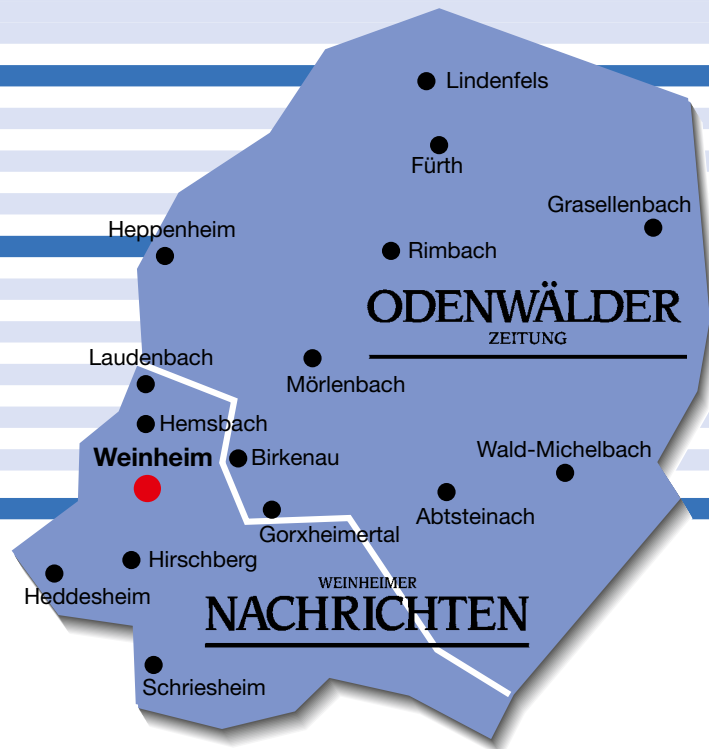 Lindenfels
Fürth
Grasellenbach
Heppenheim
Rimbach
ODENWÄLDER
ZEITUNG
Laudenbach
Mörlenbach
Hemsbach
Weinheim
Birkenau
Wald-Michelbach
Abtsteinach
Gorxheimertal
Hirschberg
Heddesheim
WEINHEIMER
NACHRICHTEN
Schriesheim